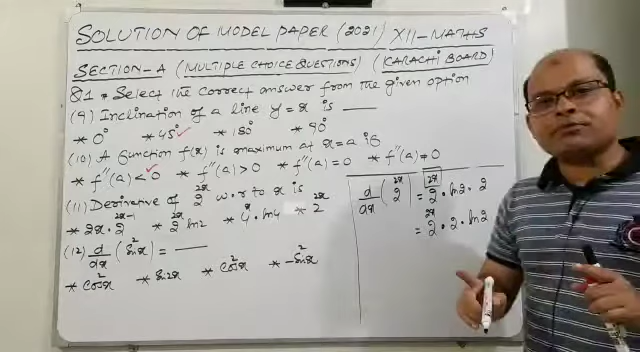 SOLUTION OF MODEL PAPER (2021) XII-MATHS
SECTION-A (MULTIPLE CHOICE QUESTIONS) (KARACHI BOARD)
Q1 * Select the correct answer from the given option
(9) Inclination of a line y = x is ___
* 0° * 45° ✓ * 180° * 90°
(10) A function f(x) is maximum at x=a is
* f''(a) < 0 ✓ * f''(a) > 0 * f''(a) = 0 * f''(a) ≠ 0
(11) Derivative of 2^{2x} w.r to x is
* 2x·2^{2x-1} * 2^{2x} ln2 * 4^x·ln4 * 2^{2x}
(12) d/dx (sin²x) = ___
* cos²x * sin2x * cos²x * -sin²x
d/dx (2^{2x}) = 2^{2x}·ln2·2
= 2^{2x}·2·ln2